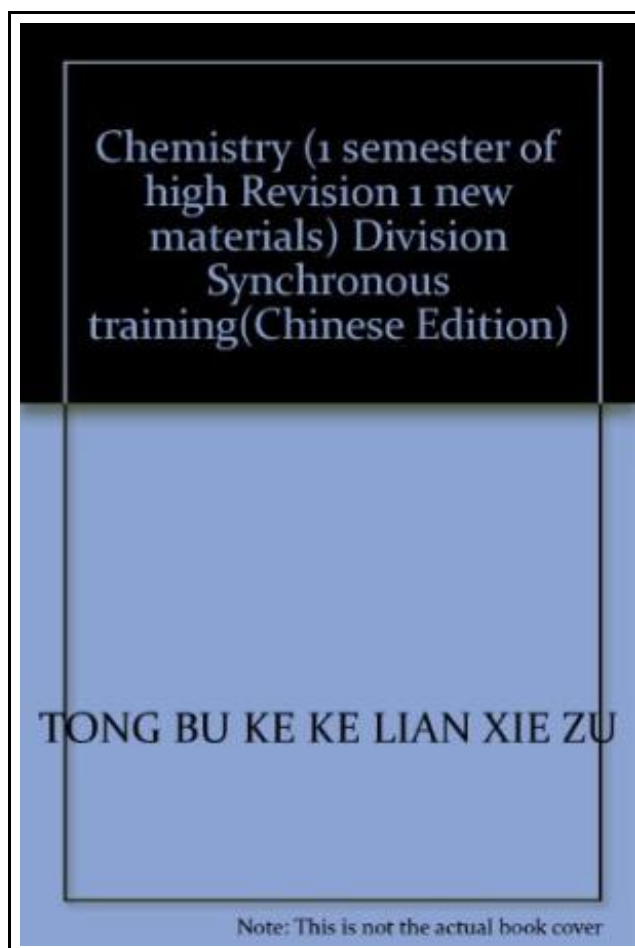 Chemistry (1 semester of
high Revision 1 new
materials) Division
Synchronous
training(Chinese Edition)
TONG BU KE KE LIAN XIE ZU
Note: This is not the actual book cover